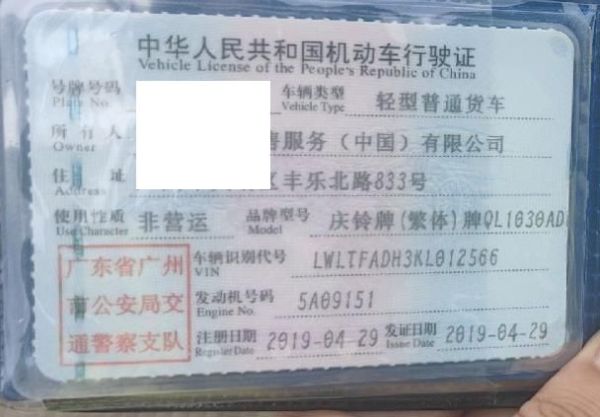 中华人民共和国机动车行驶证
Vehicle License of the People's Republic of China
号牌号码 车辆类型 轻型普通货车
Plate No. Vehicle Type
所有人 售服务（中国）有限公司
Owner
住址 区丰乐北路833号
Address
使用性质 非营运 品牌型号 庆铃牌(繁体)牌QL1030AD
Use Character Model
广东省广州 车辆识别代号 LWLTFADH3KL012566
VIN
市公安局交 发动机号码 5A09151
Engine No.
通警察支队 注册日期 2019-04-29 发证日期 2019-04-29
Register Date Issue Date